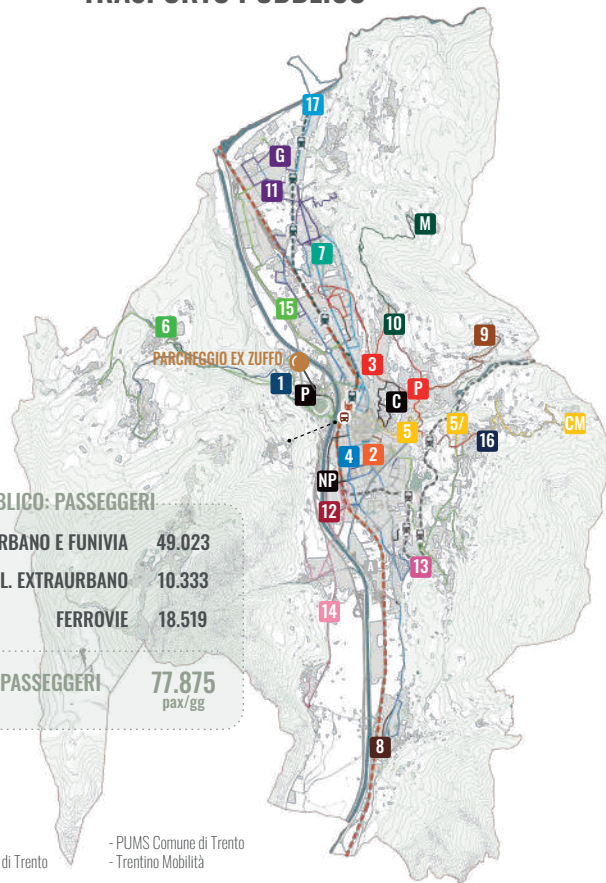 TRASPORTO PUBBLICO
17
G
11
M
7
15
6
10
9
PARCHEGGIO EX ZUFFO
3
1
P
P
C
5
5/
CM
16
4
2
NP
12
A
13
14
8
BLICO: PASSEGGERI
RBANO E FUNIVIA 49.023
L. EXTRAURBANO 10.333
FERROVIE 18.519
PASSEGGERI 77.875
pax/gg
- PUMS Comune di Trento
di Trento - Trentino Mobilità